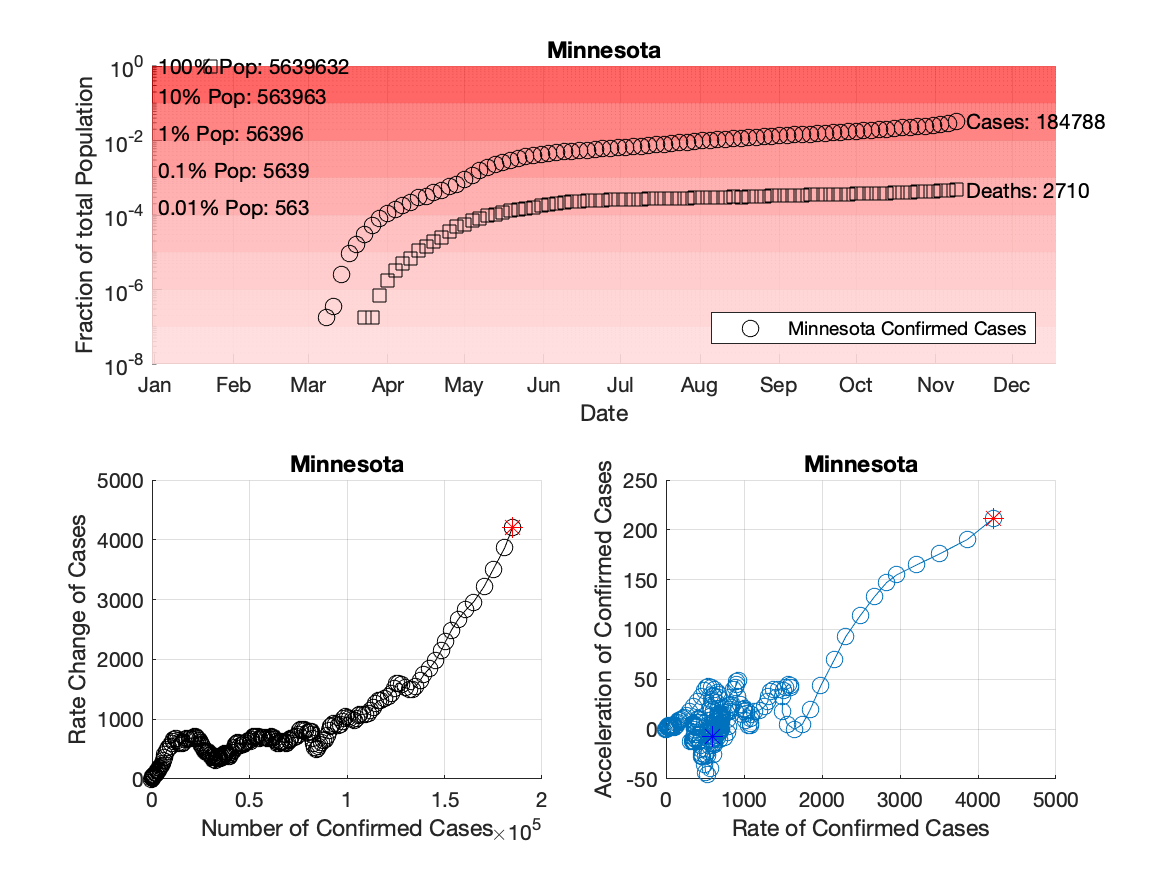 Minnesota
Fraction of total Population
10^0
10^-2
10^-4
10^-6
10^-8
100% Pop: 5639632
10% Pop: 563963
1% Pop: 56396
0.1% Pop: 5639
0.01% Pop: 563
Cases: 184788
Deaths: 2710
Minnesota Confirmed Cases
Jan Feb Mar Apr May Jun Jul Aug Sep Oct Nov Dec
Date
Minnesota
Rate Change of Cases
5000
4000
3000
2000
1000
0
0 0.5 1 1.5 2
Number of Confirmed Cases
×10^5
Minnesota
Acceleration of Confirmed Cases
250
200
150
100
50
0
-50
0 1000 2000 3000 4000 5000
Rate of Confirmed Cases